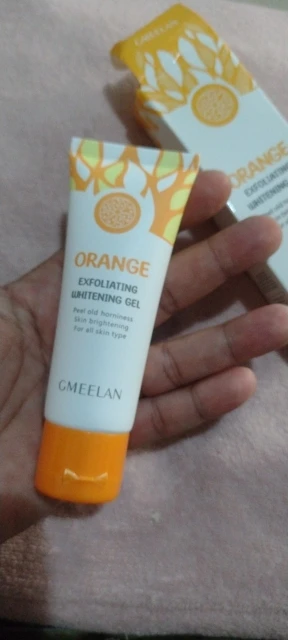 GMEELAN
ORANGE
EXFOLIATING
WHITENING
ORANGE
EXFOLIATING
WHITENING GEL
Peel old horniness
Skin brightening
For all skin type
GMEELAN